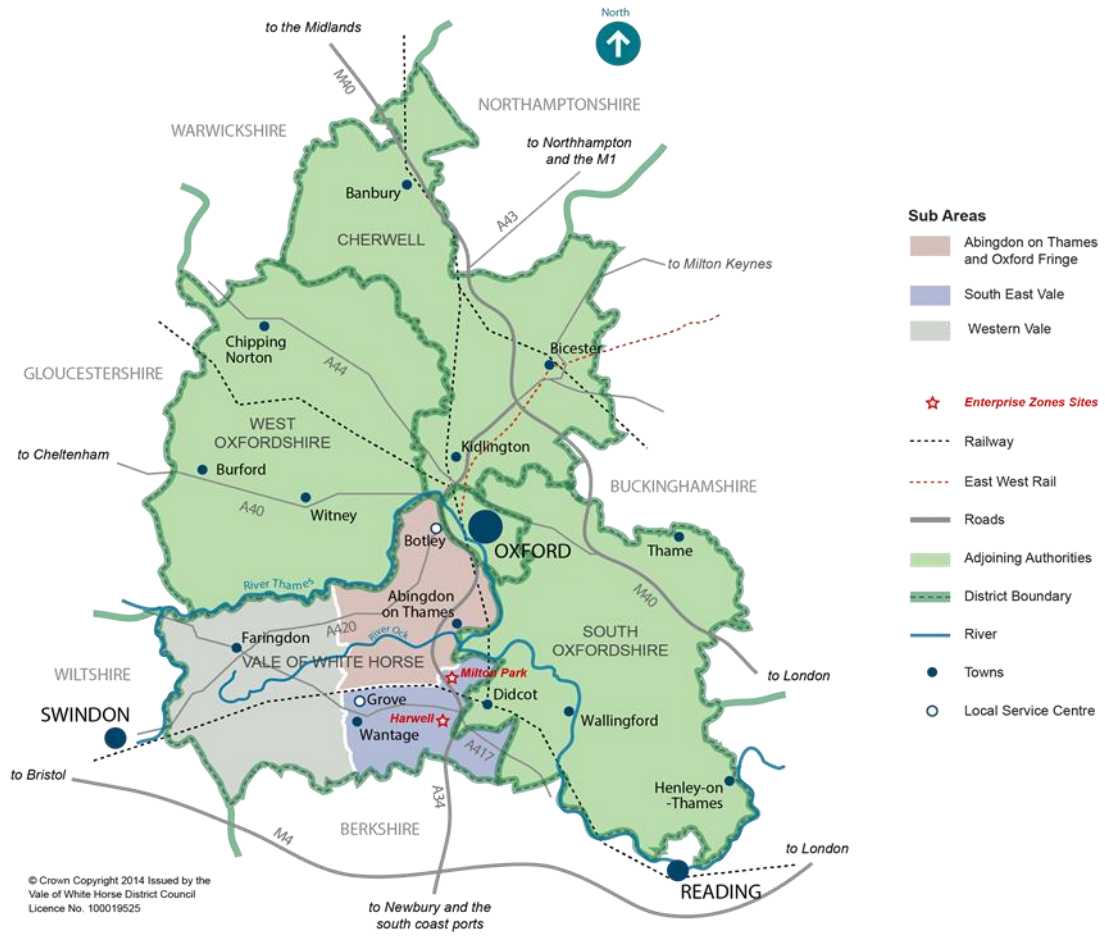 North
to the Midlands
M40
NORTHAMPTONSHIRE
WARWICKSHIRE
to Northhampton
and the M1
Banbury
A43
CHERWELL
to Milton Keynes
Chipping
Norton
A44
Bicester
GLOUCESTERSHIRE
WEST
OXFORDSHIRE
Kidlington
to Cheltenham
Burford
A40
Witney
BUCKINGHAMSHIRE
Botley
OXFORD
Thame
River Thames
Abingdon
on Thames
M40
A420
River Ock
SOUTH
OXFORDSHIRE
Faringdon
VALE OF WHITE HORSE
WILTSHIRE
Milton Park
to London
Didcot
Grove
SWINDON
Harwell
Wantage
Wallingford
A417
to Bristol
A34
Henley-on
-Thames
BERKSHIRE
M4
to London
READING
to Newbury and the
south coast ports
© Crown Copyright 2014 Issued by the
Vale of White Horse District Council
Licence No. 100019525
Sub Areas
Abingdon on Thames
and Oxford Fringe
South East Vale
Western Vale
Enterprise Zones Sites
Railway
East West Rail
Roads
Adjoining Authorities
District Boundary
River
Towns
Local Service Centre